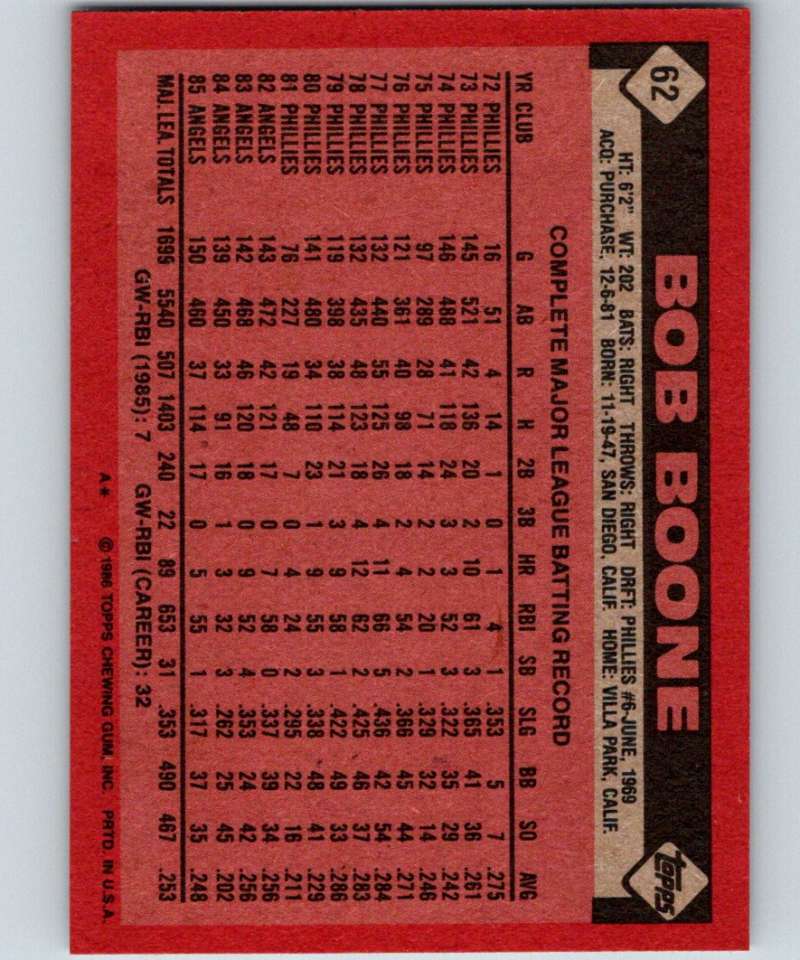 62
BOB BOONE
topps
HT: 6'2" WT: 202 BATS: RIGHT THROWS: RIGHT DRFT: PHILLIES #6-JUNE, 1969
ACQ: PURCHASE, 12-6-81 BORN: 11-19-47, SAN DIEGO, CALIF. HOME: VILLA PARK, CALIF.
COMPLETE MAJOR LEAGUE BATTING RECORD
YR CLUB G AB R H 2B 3B HR RBI SB SLG BB SO AVG
72 PHILLIES 16 51 4 14 1 0 1 4 1 .353 5 7 .275
73 PHILLIES 145 521 42 136 20 2 10 61 3 .365 41 36 .261
74 PHILLIES 146 488 41 118 24 3 3 52 3 .322 35 29 .242
75 PHILLIES 97 289 28 71 14 2 2 20 1 .329 32 14 .246
76 PHILLIES 121 361 40 98 18 2 4 54 2 .366 45 44 .271
77 PHILLIES 132 440 55 125 26 4 11 66 5 .436 42 54 .284
78 PHILLIES 132 435 48 123 18 4 12 62 2 .425 46 37 .283
79 PHILLIES 119 398 38 114 21 3 9 58 1 .422 49 33 .286
80 PHILLIES 141 480 34 110 23 1 9 55 3 .338 48 41 .229
81 PHILLIES 76 227 19 48 7 0 4 24 2 .295 22 16 .211
82 ANGELS 143 472 42 121 17 0 7 58 0 .337 39 34 .256
83 ANGELS 142 468 46 120 18 0 9 52 4 .353 24 42 .256
84 ANGELS 139 450 33 91 16 1 3 32 3 .262 25 45 .202
85 ANGELS 150 460 37 114 17 0 5 55 1 .317 37 35 .248
MAJ. LEA. TOTALS 1699 5540 507 1403 240 22 89 653 31 .353 490 467 .253
GW-RBI (1985): 7 GW-RBI (CAREER): 32
A* © 1986 TOPPS CHEWING GUM, INC. PRTD. IN U.S.A.